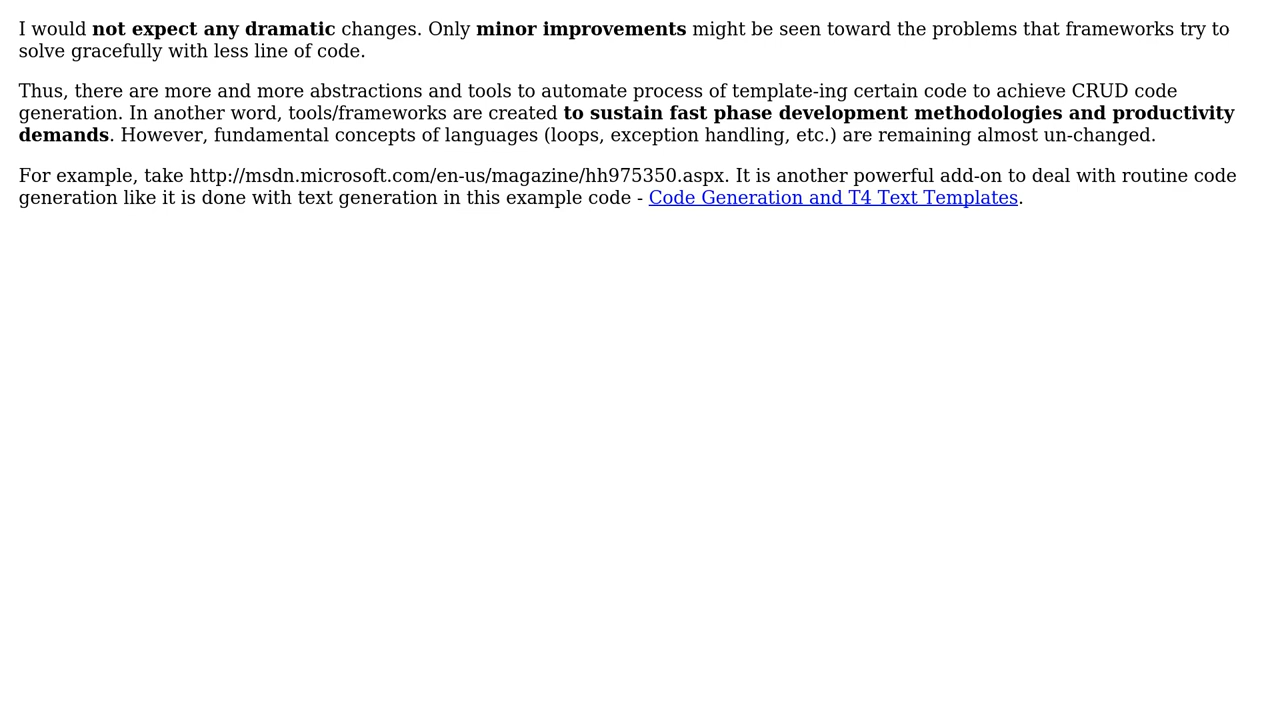 I would not expect any dramatic changes. Only minor improvements might be seen toward the problems that frameworks try to
solve gracefully with less line of code.
Thus, there are more and more abstractions and tools to automate process of template-ing certain code to achieve CRUD code
generation. In another word, tools/frameworks are created to sustain fast phase development methodologies and productivity
demands. However, fundamental concepts of languages (loops, exception handling, etc.) are remaining almost un-changed.
For example, take http://msdn.microsoft.com/en-us/magazine/hh975350.aspx. It is another powerful add-on to deal with routine code
generation like it is done with text generation in this example code - Code Generation and T4 Text Templates.